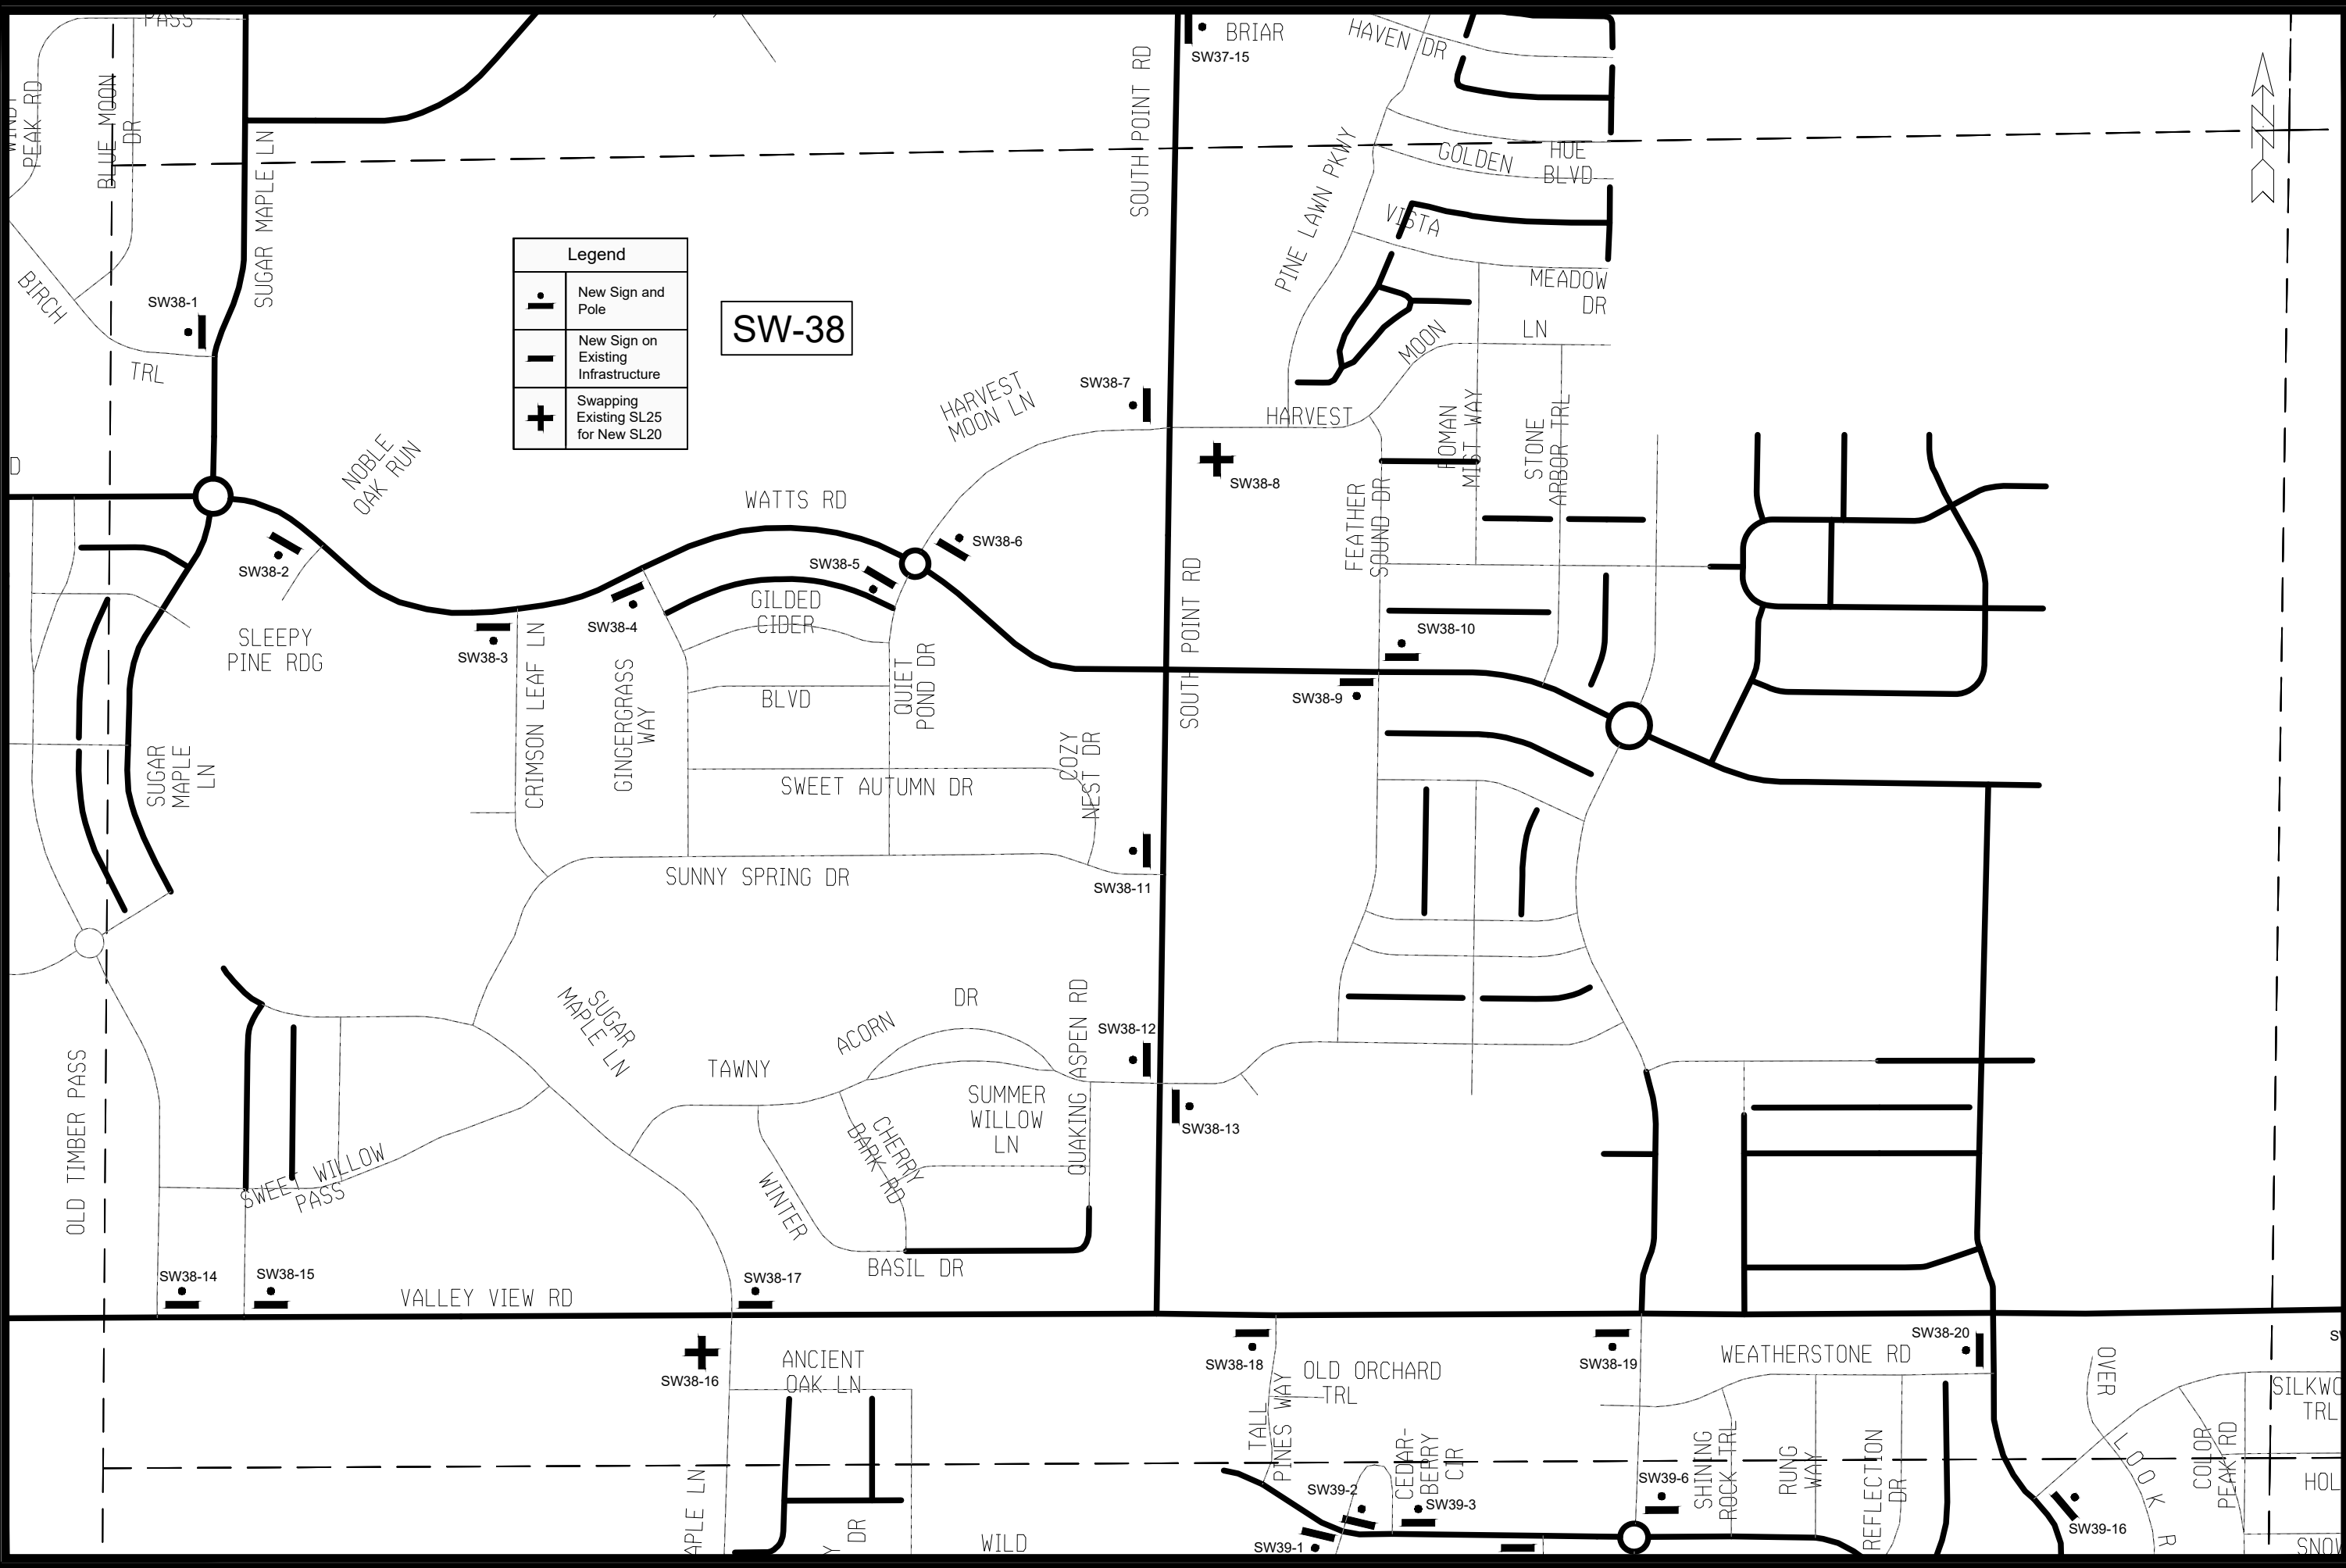 PASS
PEAK RD
BLUE MOON
DR
SUGAR MAPLE LN
BIRCH
TRL
SW38-1
Legend
New Sign and
Pole
New Sign on
Existing
Infrastructure
Swapping
Existing SL25
for New SL20
SW-38
SOUTH POINT RD
BRIAR
SW37-15
HAVEN DR
PINE LAWN PKWY
GOLDEN
HUE
BLVD
VISTA
MEADOW
DR
MOON
LN
HARVEST
HARVEST
MOON LN
SW38-7
SW38-8
ROMAN
MIST WAY
STONE
ARBOR TRL
FEATHER
SOUND DR
D
NOBLE
OAK RUN
WATTS RD
SW38-2
SW38-3
SW38-4
SW38-5
SW38-6
SLEEPY
PINE RDG
GILDED
CIDER
BLVD
CRIMSON LEAF LN
GINGERGRASS
WAY
QUIET
POND DR
SOUTH POINT RD
SW38-9
SW38-10
SUGAR
MAPLE
LN
SWEET AUTUMN DR
COZY
NEST DR
SUNNY SPRING DR
SW38-11
SUGAR
MAPLE LN
TAWNY
ACORN
DR
QUAKING ASPEN RD
SW38-12
SW38-13
SUMMER
WILLOW
LN
CHERRY
BARK RD
WINTER
BASIL DR
OLD TIMBER PASS
SWEET WILLOW
PASS
SW38-14
SW38-15
VALLEY VIEW RD
SW38-17
SW38-16
ANCIENT
OAK LN
SW38-18
OLD ORCHARD
TRL
TALL
PINES WAY
SW38-19
WEATHERSTONE RD
SW38-20
OVER
LOOK R
SILKWO
TRL
COLOR
PEAK RD
HOL
SNOW
CEDAR-
BERRY
CIR
SHINING
ROCK TRL
RUNG
WAY
REFLECTION
DR
SW39-1
SW39-2
SW39-3
SW39-6
SW39-16
APLE LN
DR
WILD